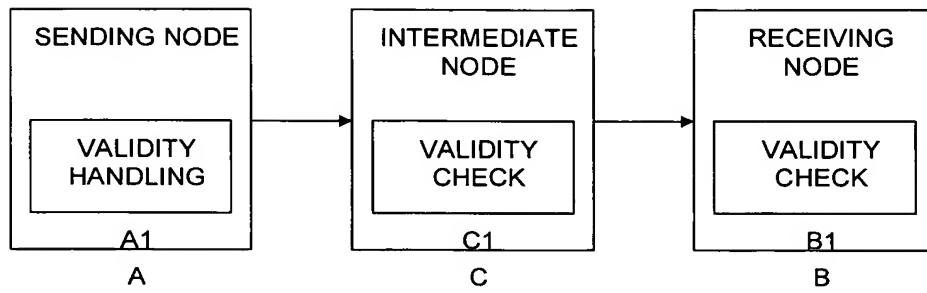 SENDING NODE
VALIDITY
HANDLING
A1
A
INTERMEDIATE
NODE
VALIDITY
CHECK
C1
C
RECEIVING
NODE
VALIDITY
CHECK
B1
B